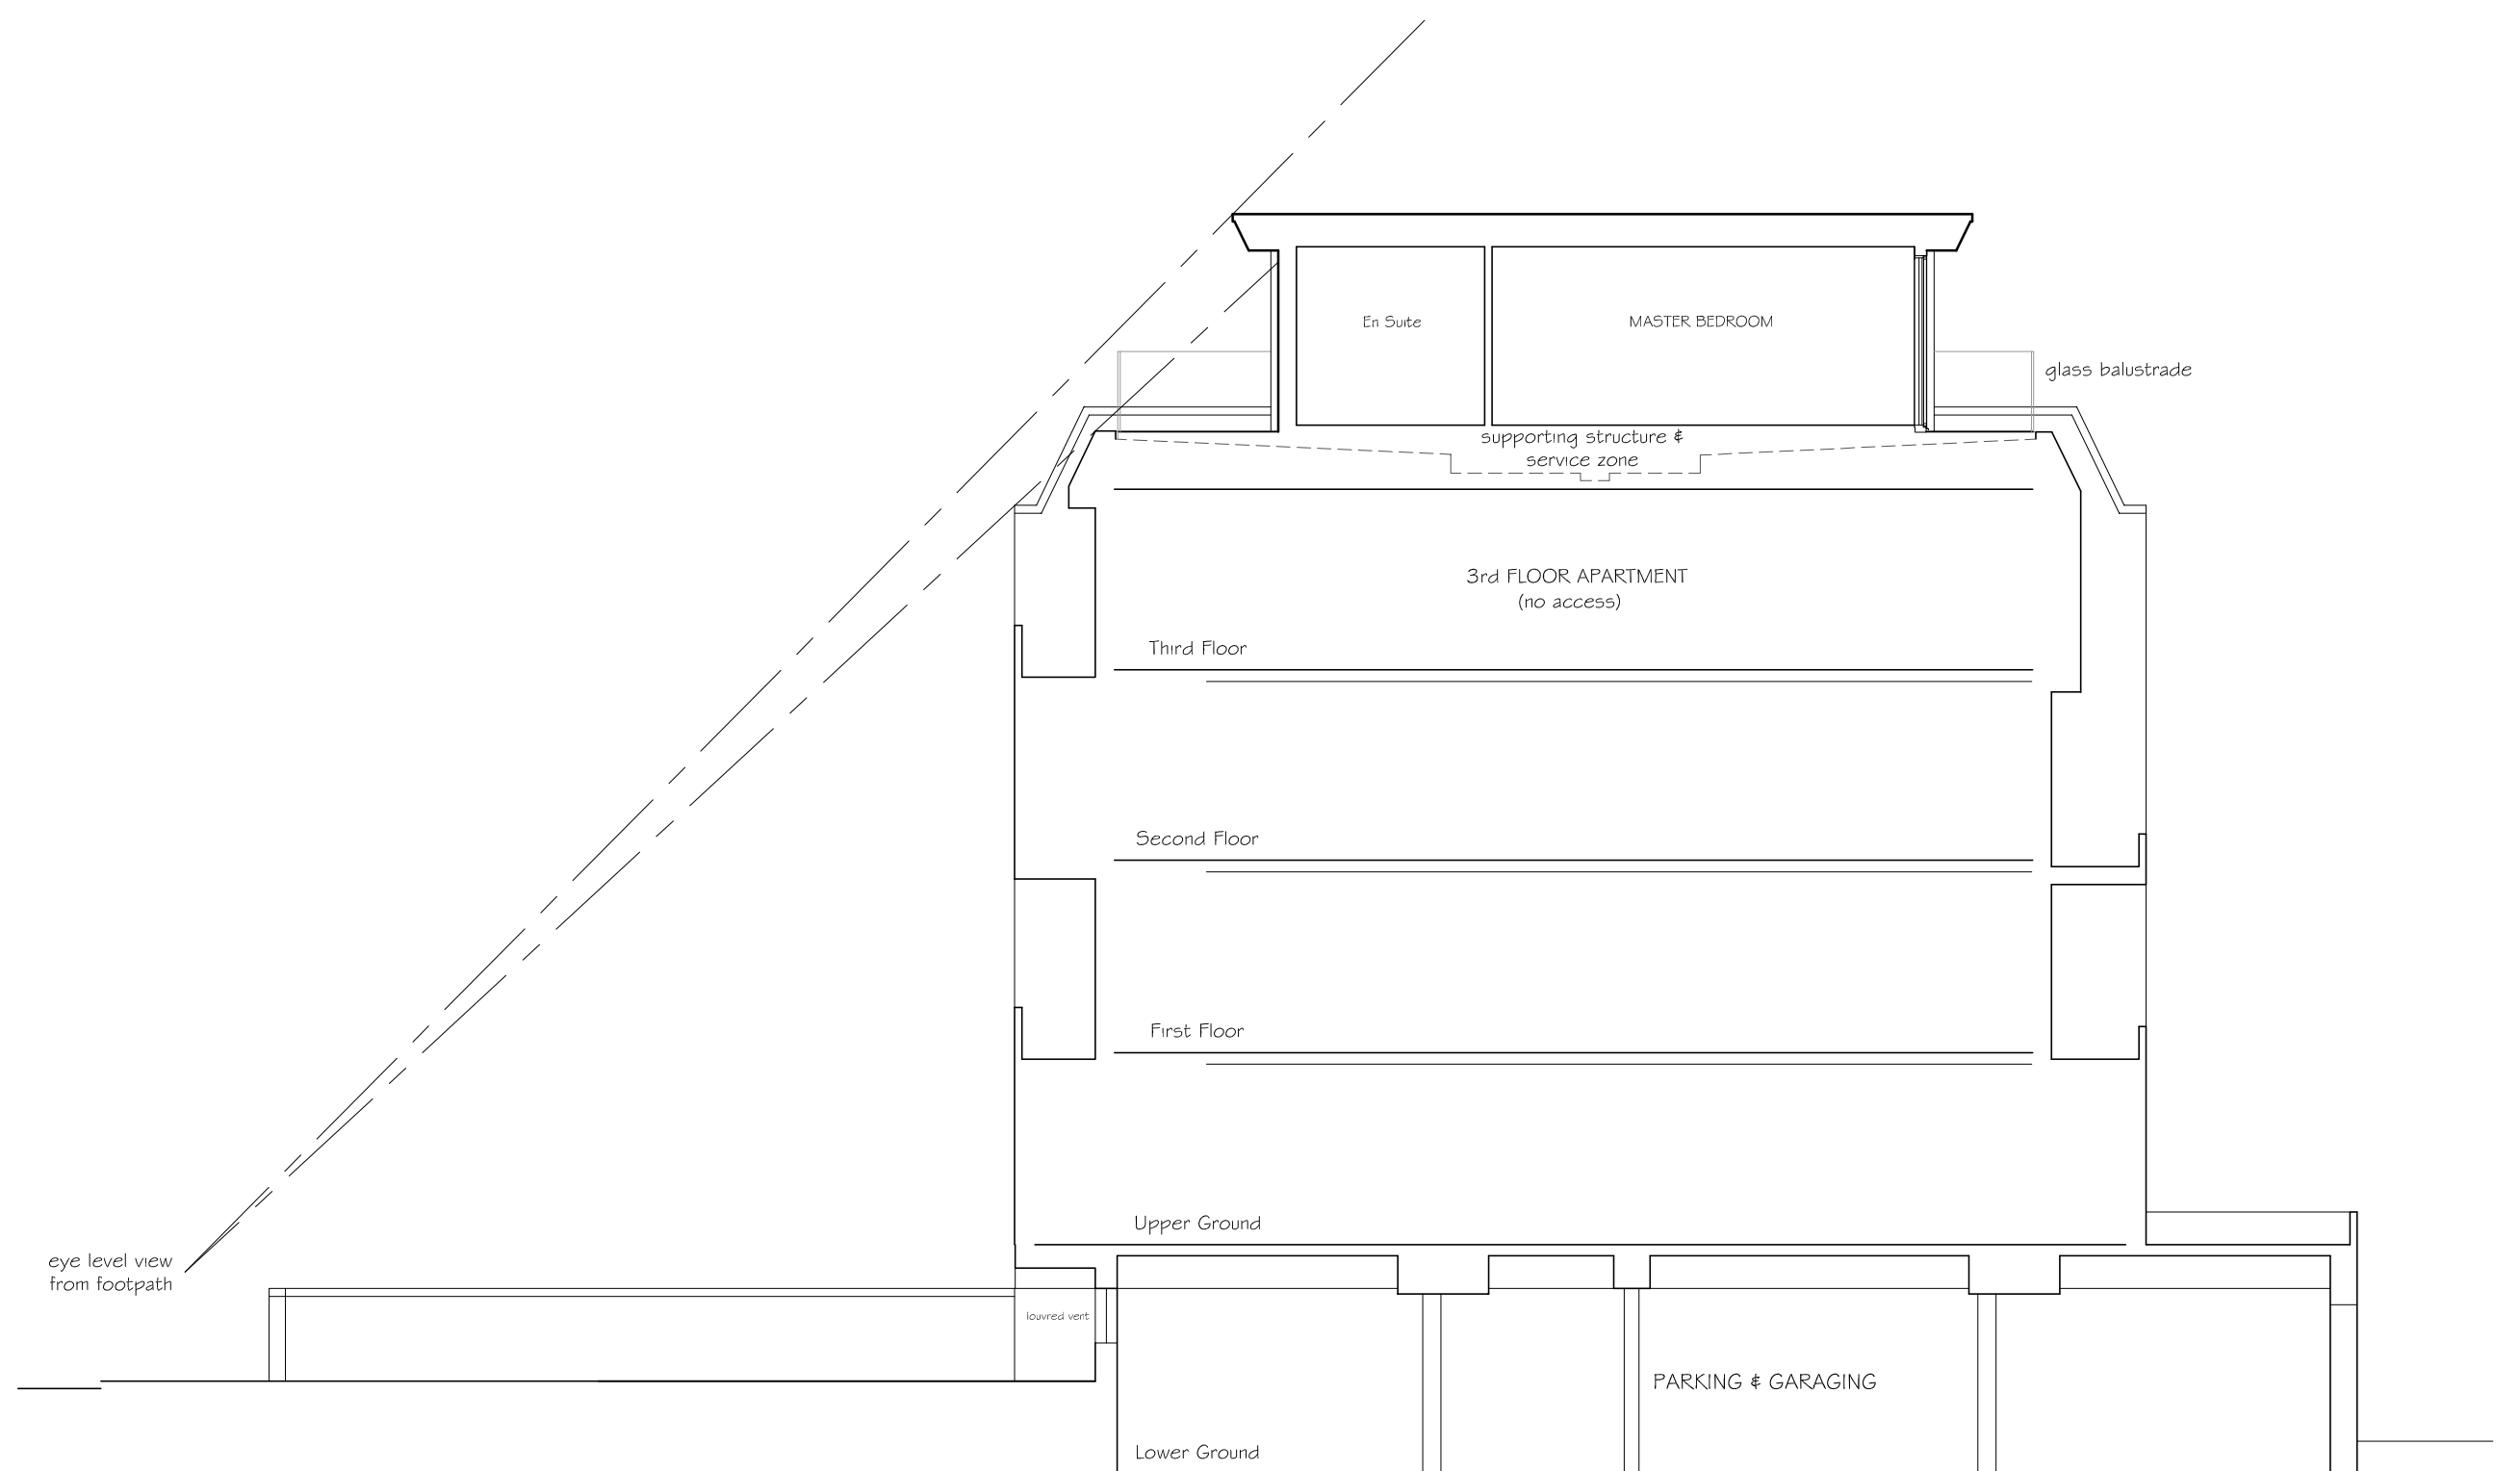 En Suite
MASTER BEDROOM
glass balustrade
supporting structure &
service zone
3rd FLOOR APARTMENT
(no access)
Third Floor
Second Floor
First Floor
Upper Ground
eye level view
from footpath
louvred vent
PARKING & GARAGING
Lower Ground